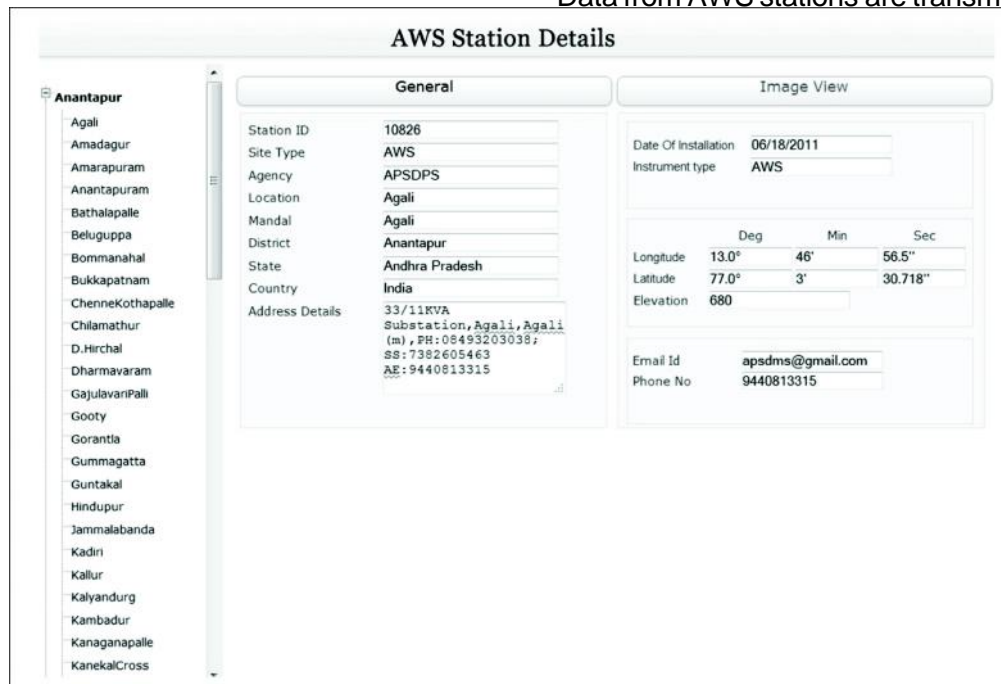 Data from AWS stations are transm
AWS Station Details
Anantapur
Agali
Amadagur
Amarapuram
Anantapuram
Bathalapalle
Beluguppa
Bommanahal
Bukkapatnam
ChenneKothapalle
Chilamathur
D.Hirchal
Dharmavaram
GajulavariPalli
Gooty
Gorantla
Gummagatta
Guntakal
Hindupur
Jammalabanda
Kadiri
Kallur
Kalyandurg
Kambadur
Kanaganapalle
KanekalCross
General
Station ID 10826
Site Type AWS
Agency APSDPS
Location Agali
Mandal Agali
District Anantapur
State Andhra Pradesh
Country India
Address Details 33/11KVA
Substation,Agali,Agali
(m),PH:08493203038;
SS:7382605463
AE:9440813315
Image View
Date Of Installation 06/18/2011
Instrument type AWS
Deg Min Sec
Longitude 13.0° 46' 56.5"
Latitude 77.0° 3' 30.718"
Elevation 680
Email Id apsdms@gmail.com
Phone No 9440813315